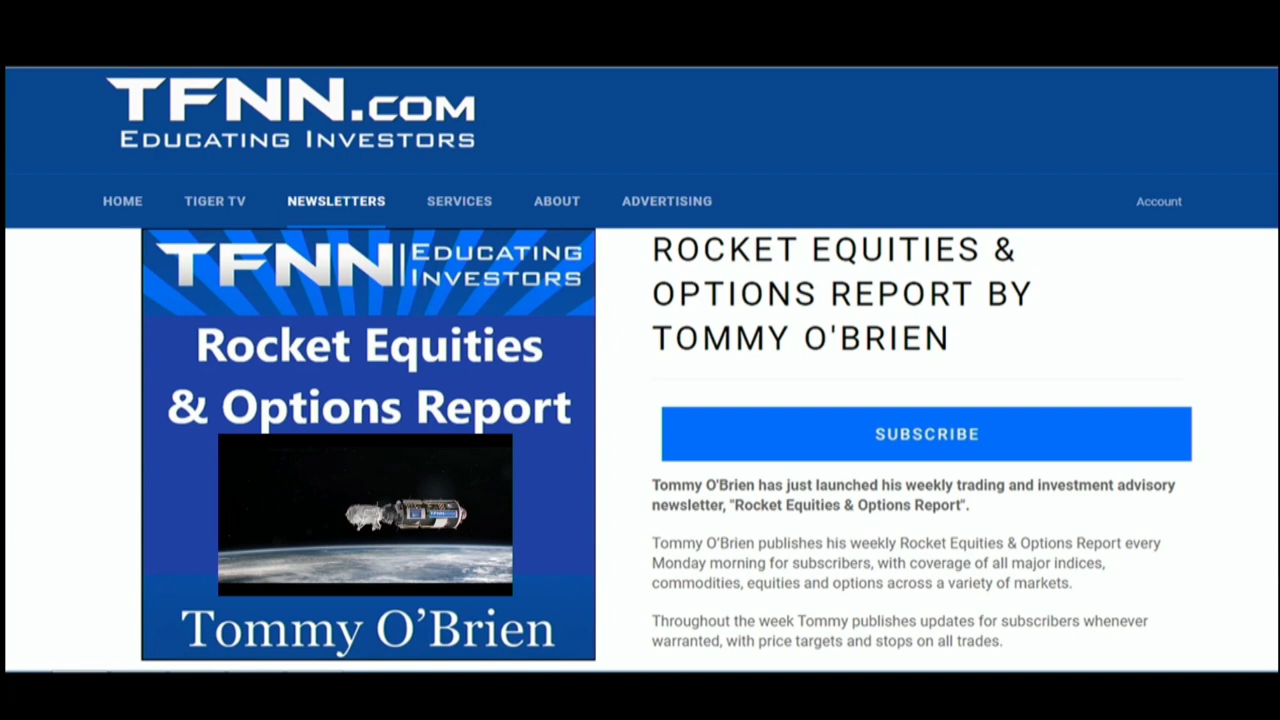 TFNN.COM
EDUCATING INVESTORS
HOME TIGER TV NEWSLETTERS SERVICES ABOUT ADVERTISING Account
TFNN | EDUCATING
INVESTORS
Rocket Equities
& Options Report
TFNN
Tommy O’Brien
ROCKET EQUITIES &
OPTIONS REPORT BY
TOMMY O'BRIEN
SUBSCRIBE
Tommy O'Brien has just launched his weekly trading and investment advisory
newsletter, "Rocket Equities & Options Report".
Tommy O'Brien publishes his weekly Rocket Equities & Options Report every
Monday morning for subscribers, with coverage of all major indices,
commodities, equities and options across a variety of markets.
Throughout the week Tommy publishes updates for subscribers whenever
warranted, with price targets and stops on all trades.